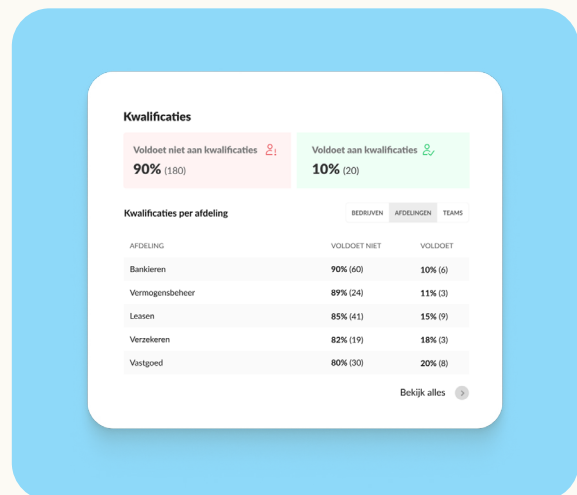 Kwalificaties
Voldoet niet aan kwalificaties
90% (180)
Voldoet aan kwalificaties
10% (20)
Kwalificaties per afdeling
BEDRIJVEN AFDELINGEN TEAMS
AFDELING VOLDOET NIET VOLDOET
Bankieren 90% (60) 10% (6)
Vermogensbeheer 89% (24) 11% (3)
Leasen 85% (41) 15% (9)
Verzekeren 82% (19) 18% (3)
Vastgoed 80% (30) 20% (8)
Bekijk alles